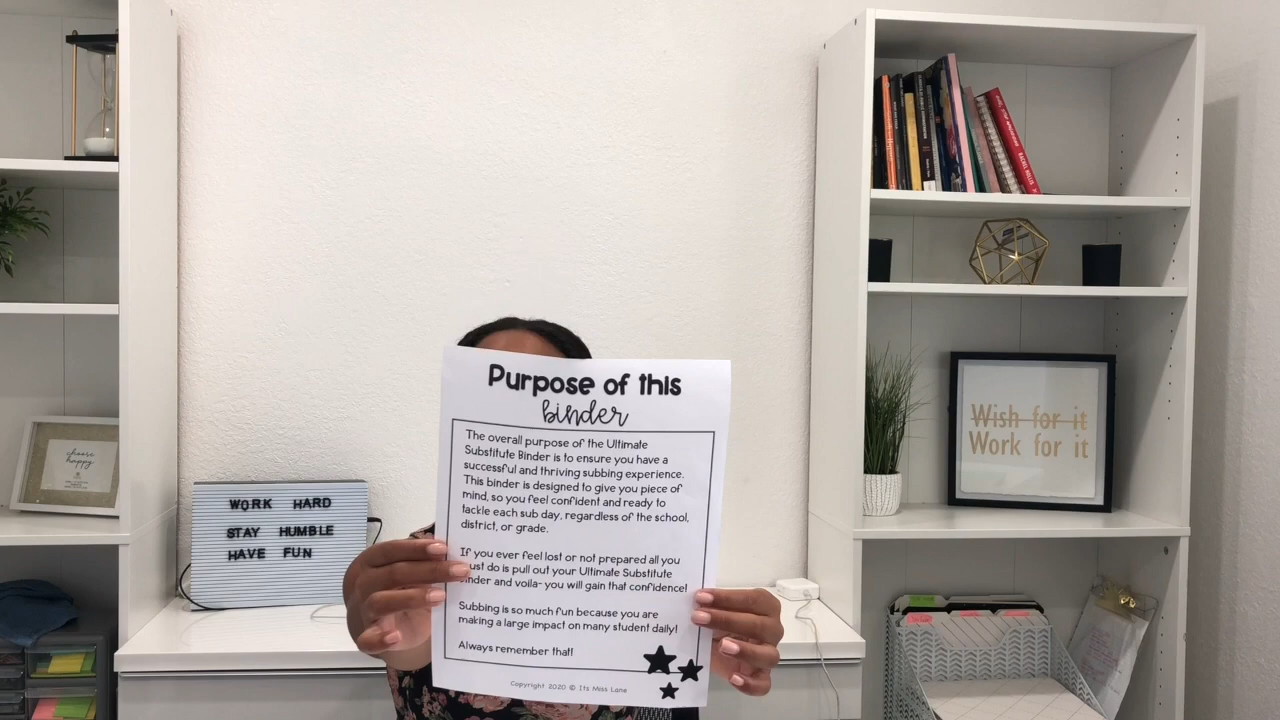 choose
happy
WORK HARD
STAY HUMBLE
HAVE FUN
Purpose of this
binder
The overall purpose of the Ultimate
Substitute Binder is to ensure you have a
successful and thriving subbing experience.
This binder is designed to give you piece of
mind, so you feel confident and ready to
tackle each sub day, regardless of the school,
district, or grade.
If you ever feel lost or not prepared all you
ust do is pull out your Ultimate Substitute
inder and voila- you will gain that confidence!
Subbing is so much fun because you are
making a large impact on many student daily!
Always remember that!
Copyright 2020 © Its Miss Lane
Wish for it
Work for it